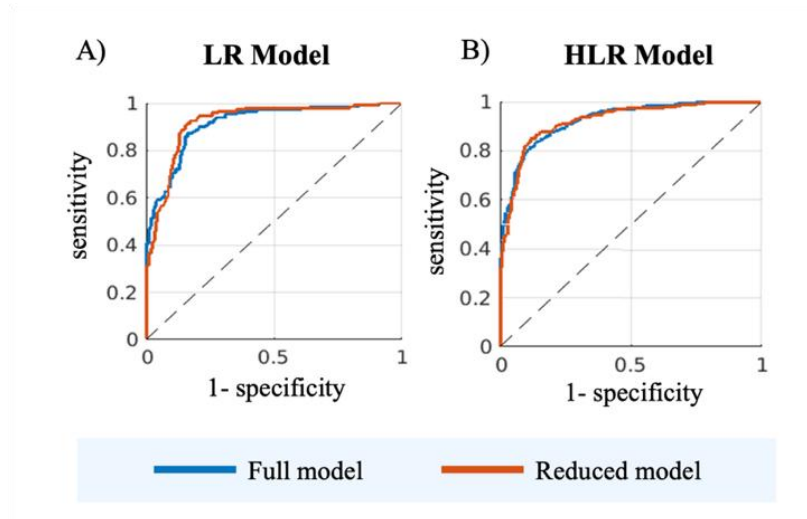 A) LR Model
B) HLR Model
sensitivity
1
0.8
0.6
0.4
0.2
0
0 0.5 1
1- specificity
sensitivity
1
0.8
0.6
0.4
0.2
0
0 0.5 1
1- specificity
Full model Reduced model